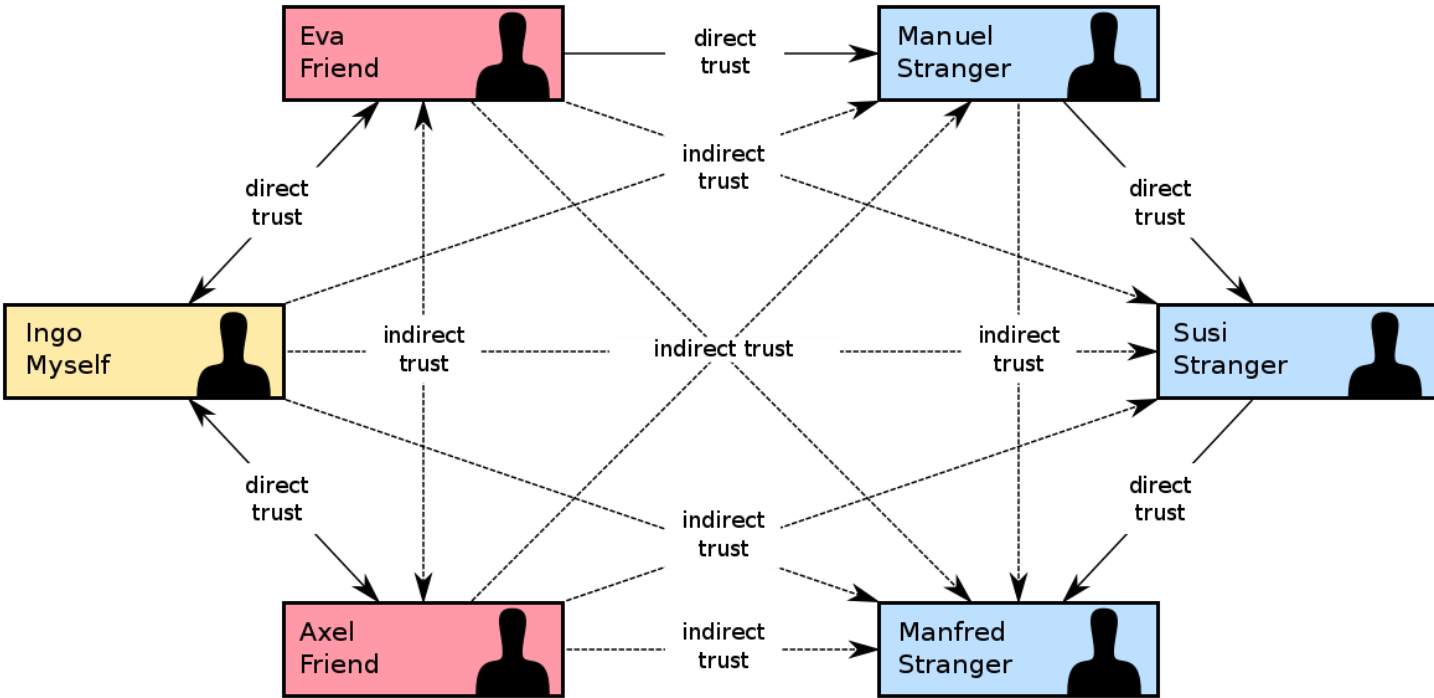 Eva
Friend
direct
trust
Manuel
Stranger
indirect
trust
direct
trust
direct
trust
Ingo
Myself
indirect
trust
indirect trust
indirect
trust
Susi
Stranger
direct
trust
indirect
trust
direct
trust
Axel
Friend
indirect
trust
Manfred
Stranger